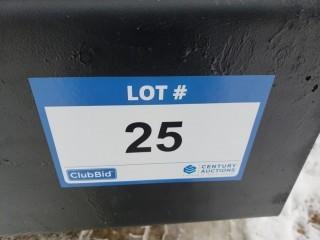 LOT #
25
ClubBid
CENTURY
AUCTIONS